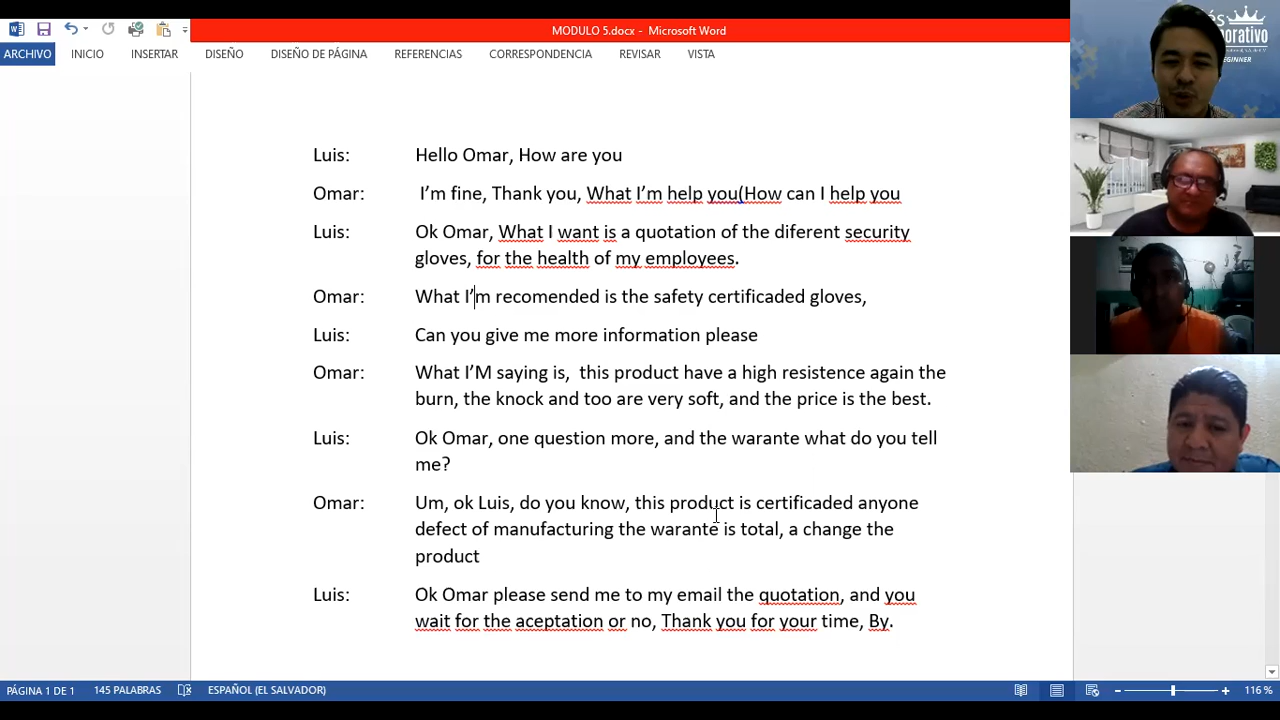 MODULO 5.docx - Microsoft Word
ARCHIVO INICIO INSERTAR DISEÑO DISEÑO DE PÁGINA REFERENCIAS CORRESPONDENCIA REVISAR VISTA
Luis: Hello Omar, How are you
Omar: I’m fine, Thank you, What I’m help you(How can I help you
Luis: Ok Omar, What I want is a quotation of the diferent security
gloves, for the health of my employees.
Omar: What I’m recomended is the safety certificaded gloves,
Luis: Can you give me more information please
Omar: What I’M saying is, this product have a high resistence again the
burn, the knock and too are very soft, and the price is the best.
Luis: Ok Omar, one question more, and the warante what do you tell
me?
Omar: Um, ok Luis, do you know, this product is certificaded anyone
defect of manufacturing the warante is total, a change the
product
Luis: Ok Omar please send me to my email the quotation, and you
wait for the aceptation or no, Thank you for your time, By.
PÁGINA 1 DE 1 145 PALABRAS ESPAÑOL (EL SALVADOR) 116 %